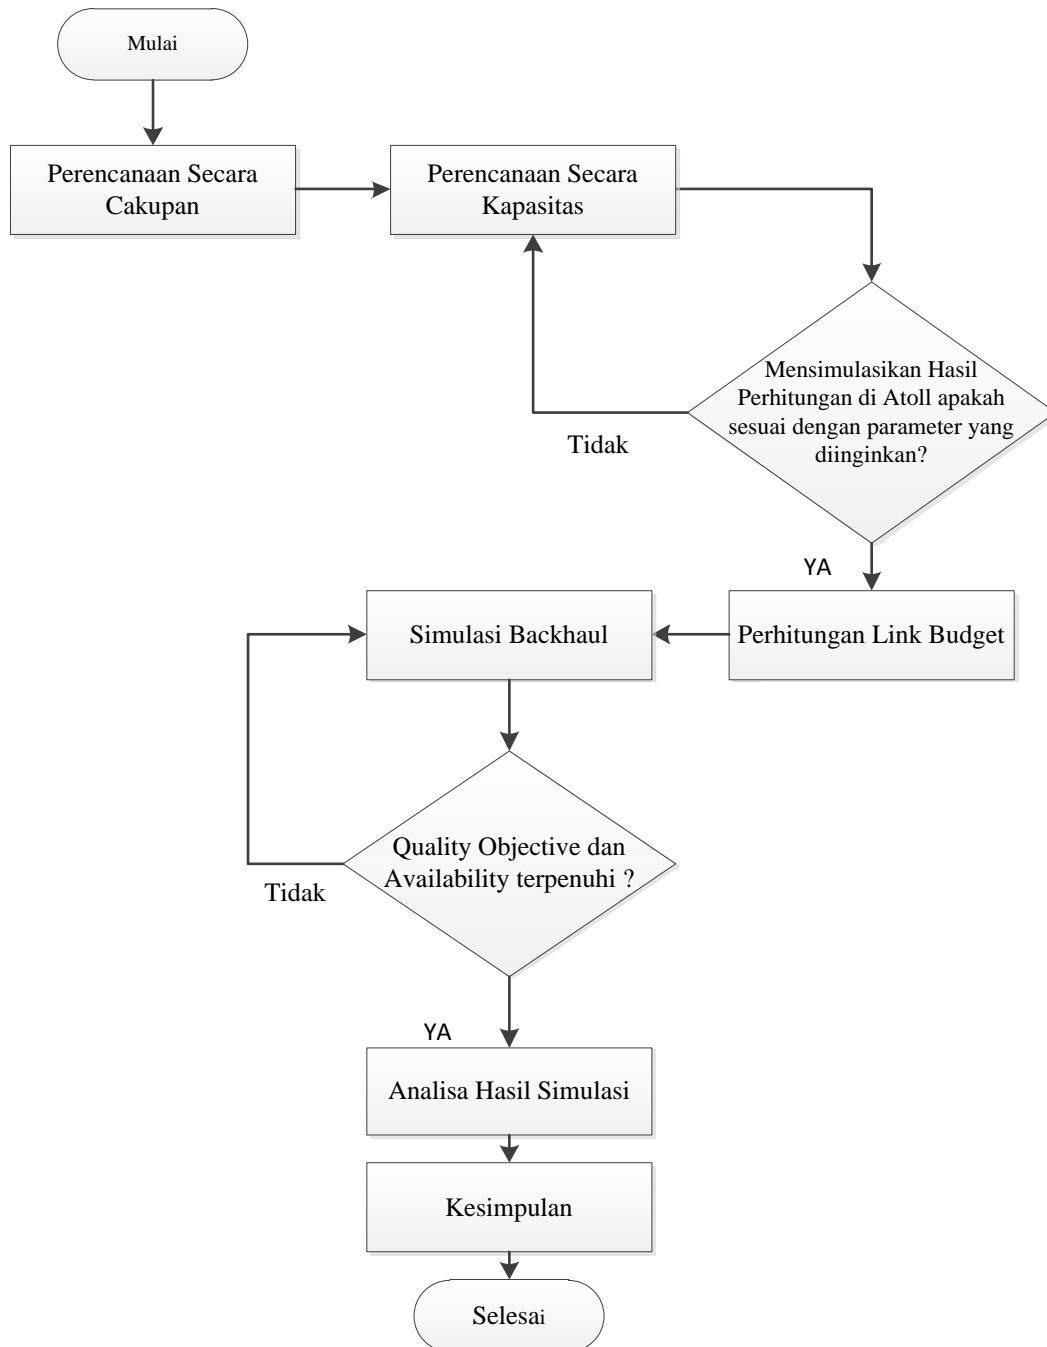 Mulai
Perencanaan Secara
Cakupan
Perencanaan Secara
Kapasitas
Mensimulasikan Hasil
Perhitungan di Atoll apakah
sesuai dengan parameter yang
diinginkan?
Tidak
YA
Simulasi Backhaul
Perhitungan Link Budget
Quality Objective dan
Availability terpenuhi ?
Tidak
YA
Analisa Hasil Simulasi
Kesimpulan
Selesai